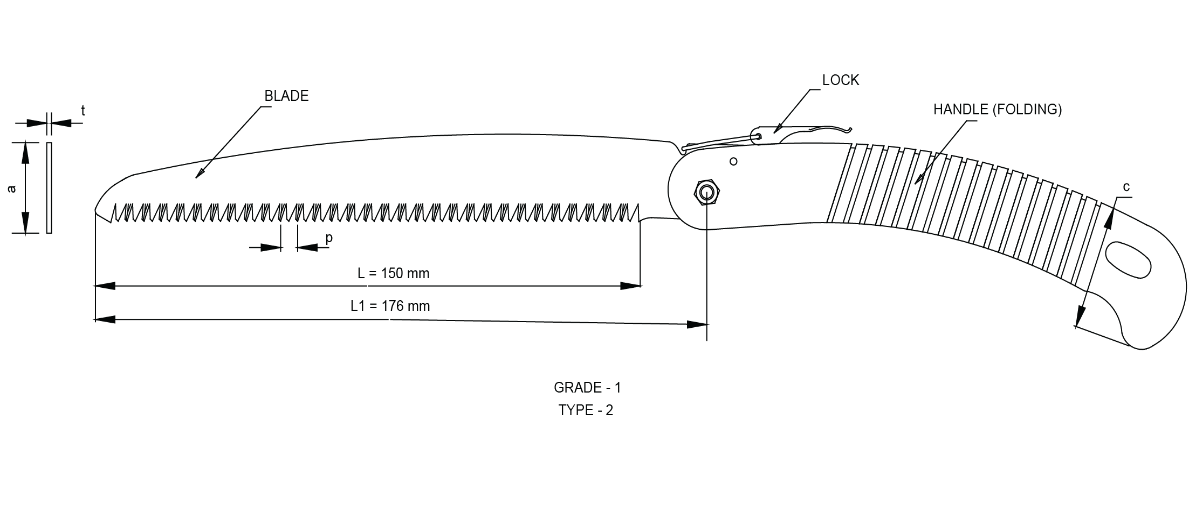 LOCK
t
BLADE
HANDLE (FOLDING)
a
c
p
L = 150 mm
L1 = 176 mm
GRADE - 1
TYPE - 2